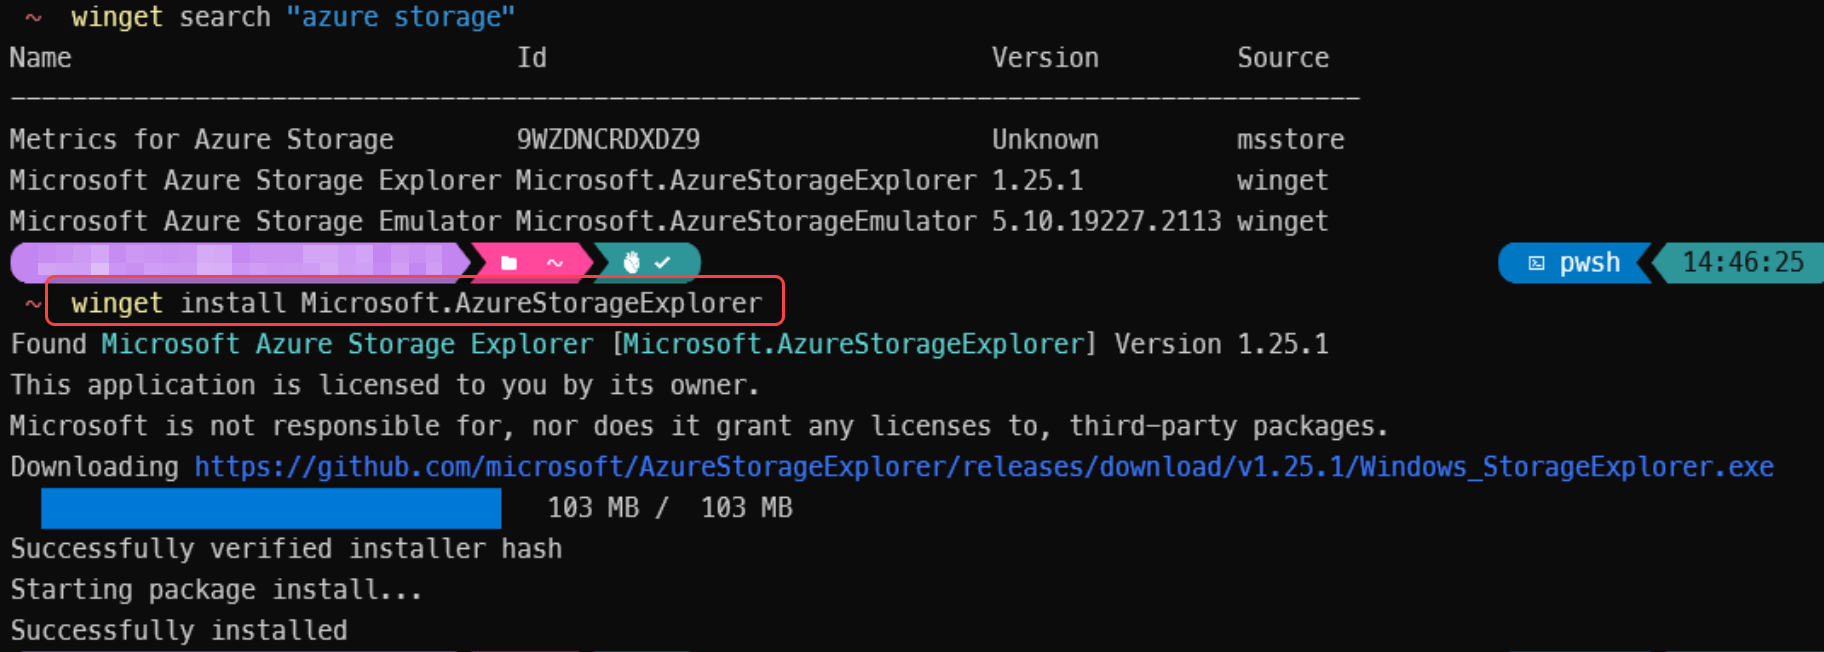 ~ winget search "azure storage"
Name Id Version Source
----------------------------------------------------------------------------------------
Metrics for Azure Storage 9WZDNCRDXDZ9 Unknown msstore
Microsoft Azure Storage Explorer Microsoft.AzureStorageExplorer 1.25.1 winget
Microsoft Azure Storage Emulator Microsoft.AzureStorageEmulator 5.10.19227.2113 winget
~ pwsh 14:46:25
~ winget install Microsoft.AzureStorageExplorer
Found Microsoft Azure Storage Explorer [Microsoft.AzureStorageExplorer] Version 1.25.1
This application is licensed to you by its owner.
Microsoft is not responsible for, nor does it grant any licenses to, third-party packages.
Downloading https://github.com/microsoft/AzureStorageExplorer/releases/download/v1.25.1/Windows_StorageExplorer.exe
103 MB / 103 MB
Successfully verified installer hash
Starting package install...
Successfully installed